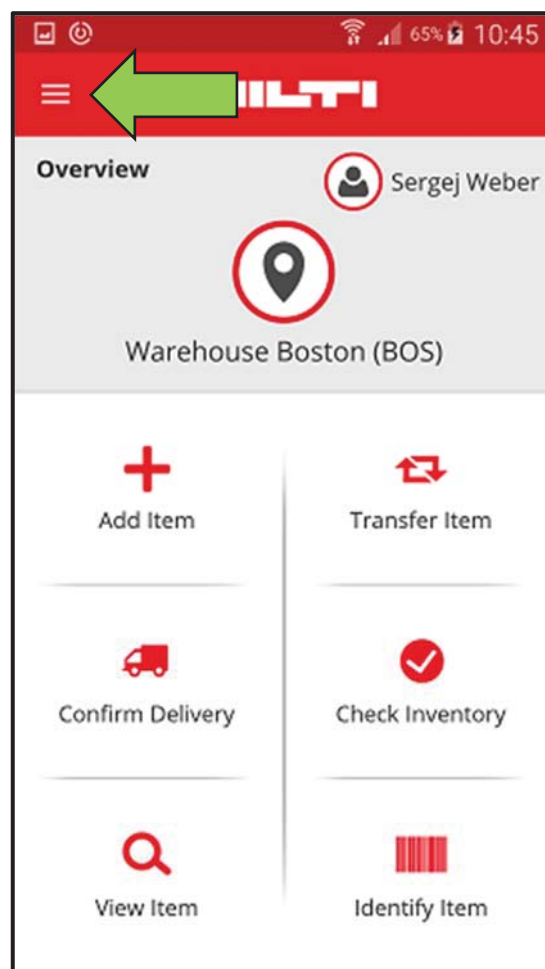 65% 10:45
Overview
Sergej Weber
Warehouse Boston (BOS)
Add Item
Transfer Item
Confirm Delivery
Check Inventory
View Item
Identify Item